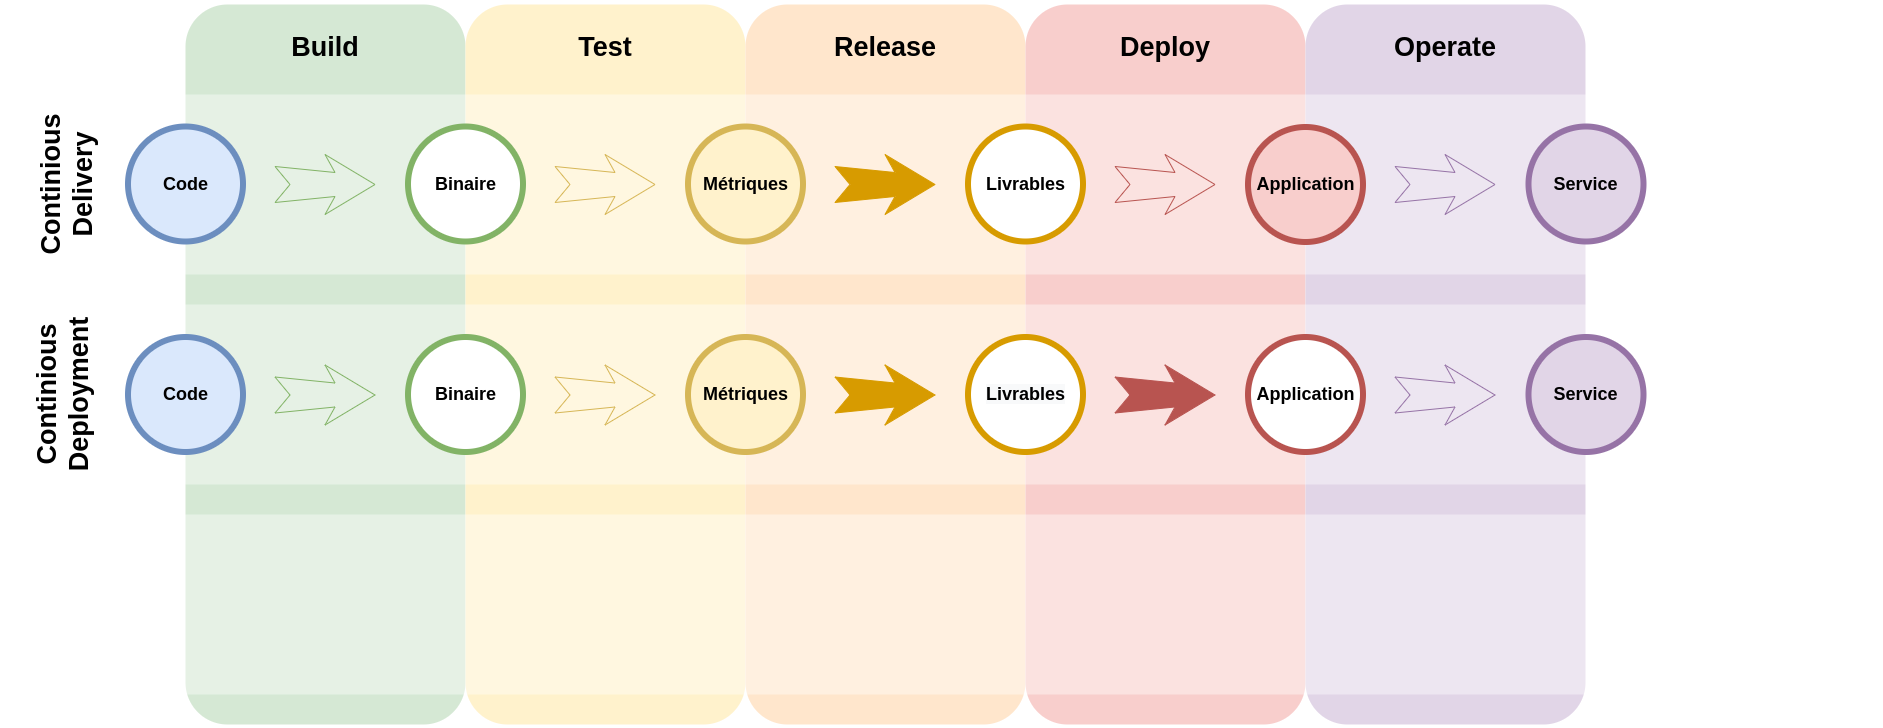 Build
Test
Release
Deploy
Operate
Continious
Delivery
Code
Binaire
Métriques
Livrables
Application
Service
Continious
Deployment
Code
Binaire
Métriques
Livrables
Application
Service